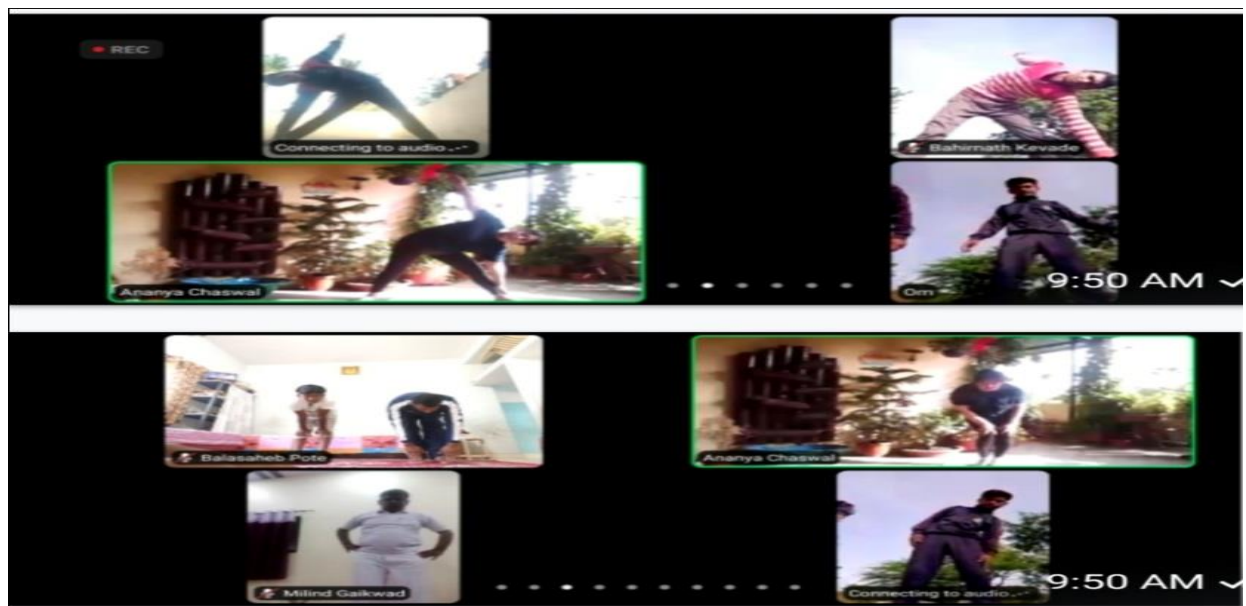 REC
Connecting to audio
Bahirnath Kevade
Ananya Chaswal
Om
9:50 AM
Balasaheb Pote
Ananya Chaswal
Milind Gaikwad
Connecting to audio...
9:50 AM